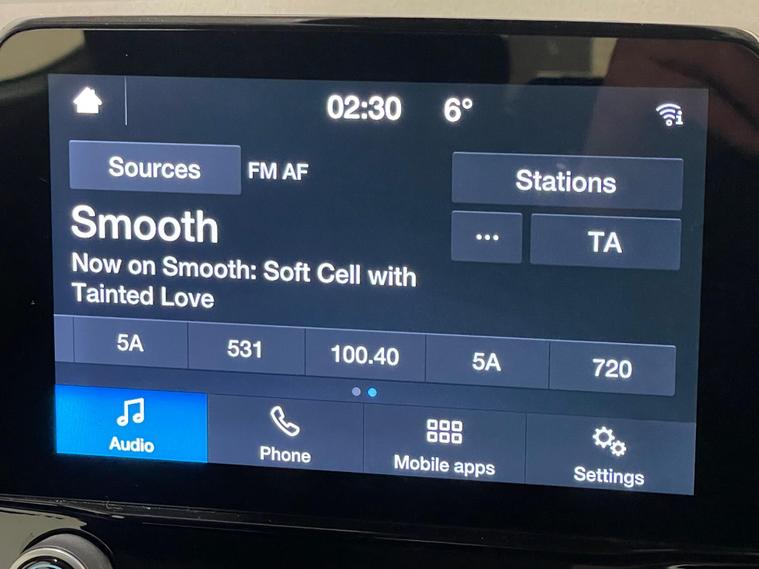 02:30 6°
Sources FM AF Stations
Smooth
... TA
Now on Smooth: Soft Cell with
Tainted Love
5A 531 100.40 5A 720
Audio Phone Mobile apps Settings